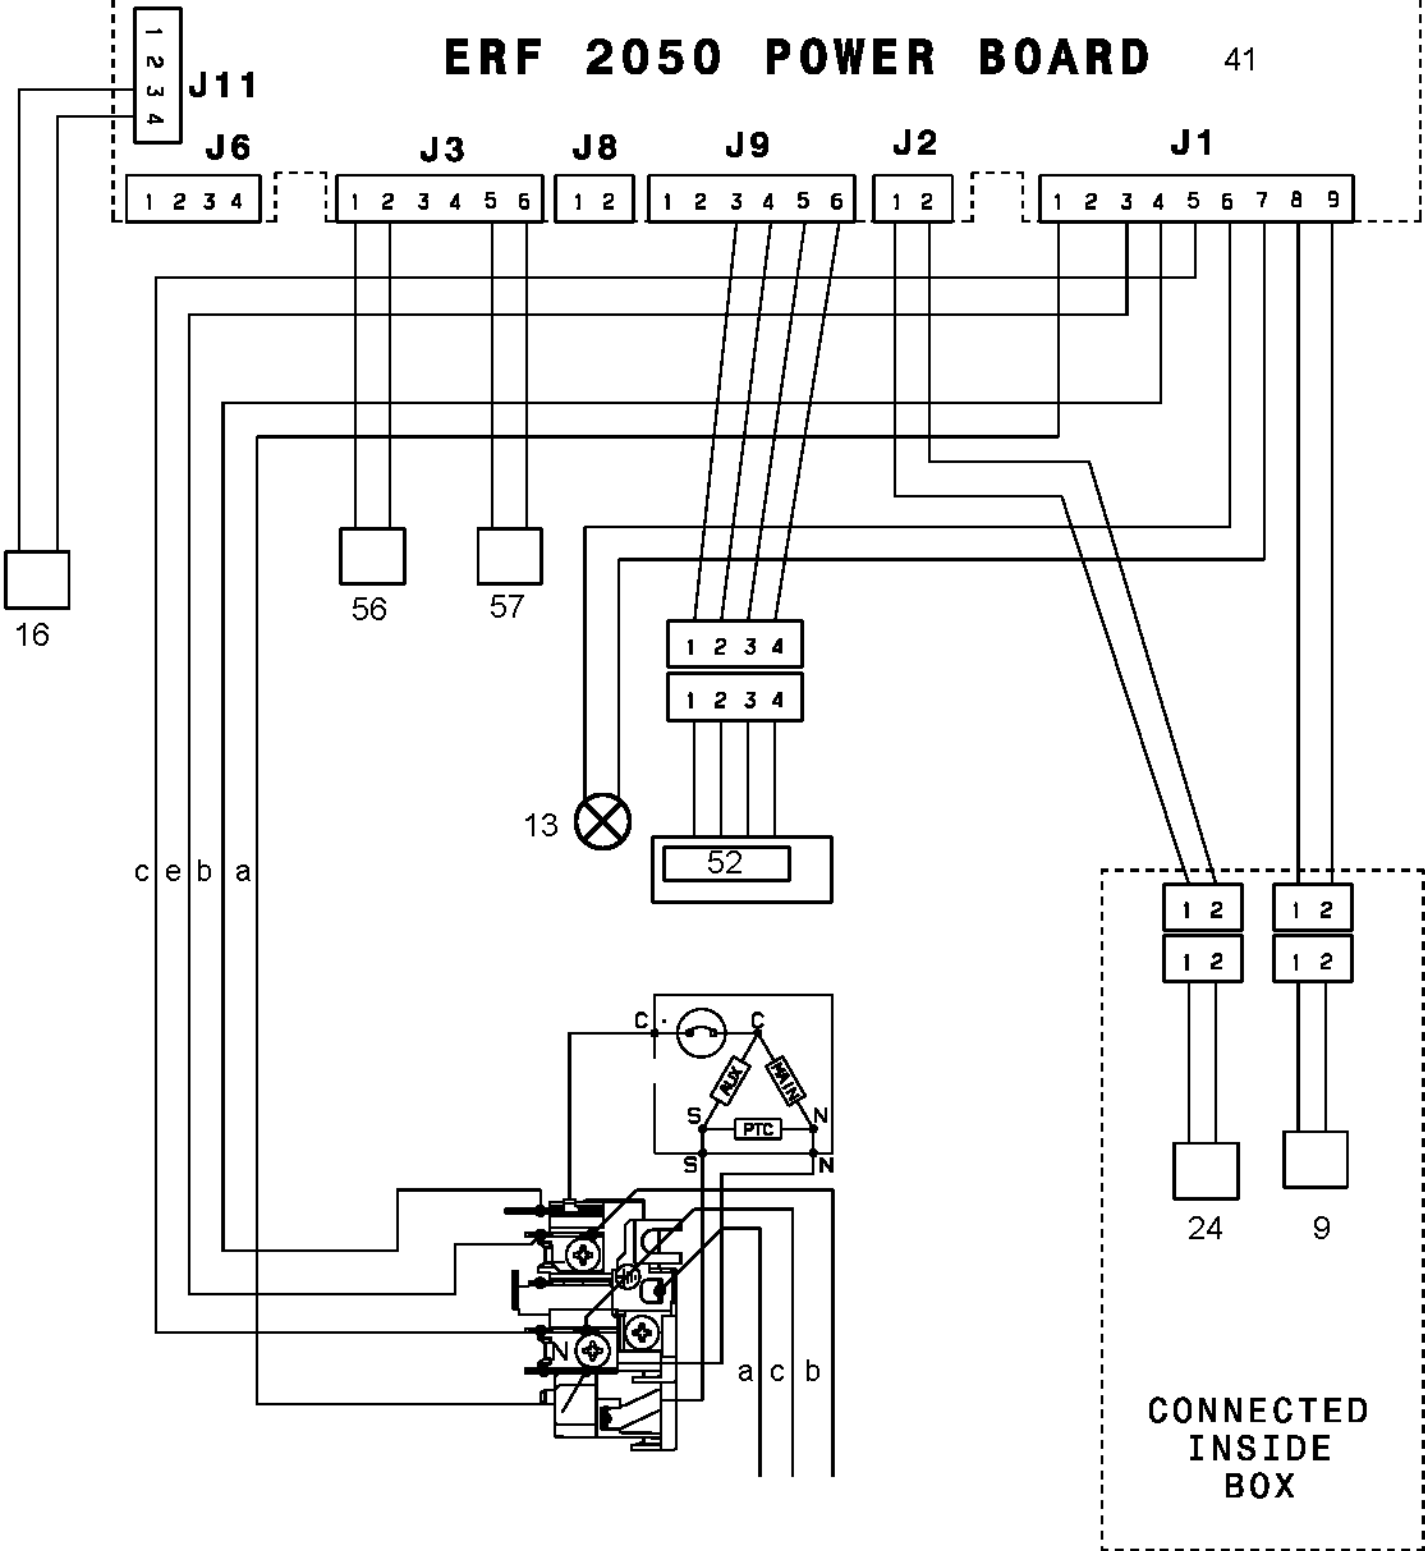 ERF 2050 POWER BOARD 41
1 2 3 4
J11
J6 J3 J8 J9 J2 J1
1 2 3 4
1 2 3 4 5 6
1 2
1 2 3 4 5 6
1 2
1 2 3 4 5 6 7 8 9
16
56
57
1 2 3 4
1 2 3 4
13
52
c e b a
1 2
1 2
1 2
1 2
C C
AUX MAIN
S PTC N
S N
24
9
N
a c b
CONNECTED
INSIDE
BOX